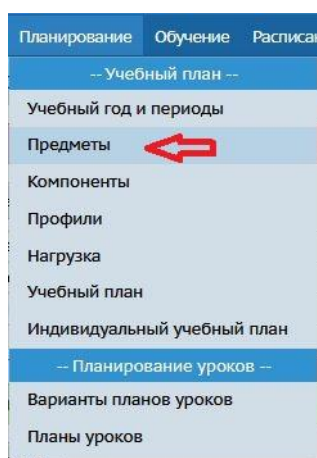 Планирование Обучение
-- Учебный план --
Учебный год и периоды
Предметы
Компоненты
Профили
Нагрузка
Учебный план
Индивидуальный учебный план
-- Планирование уроков --
Варианты планов уроков
Планы уроков